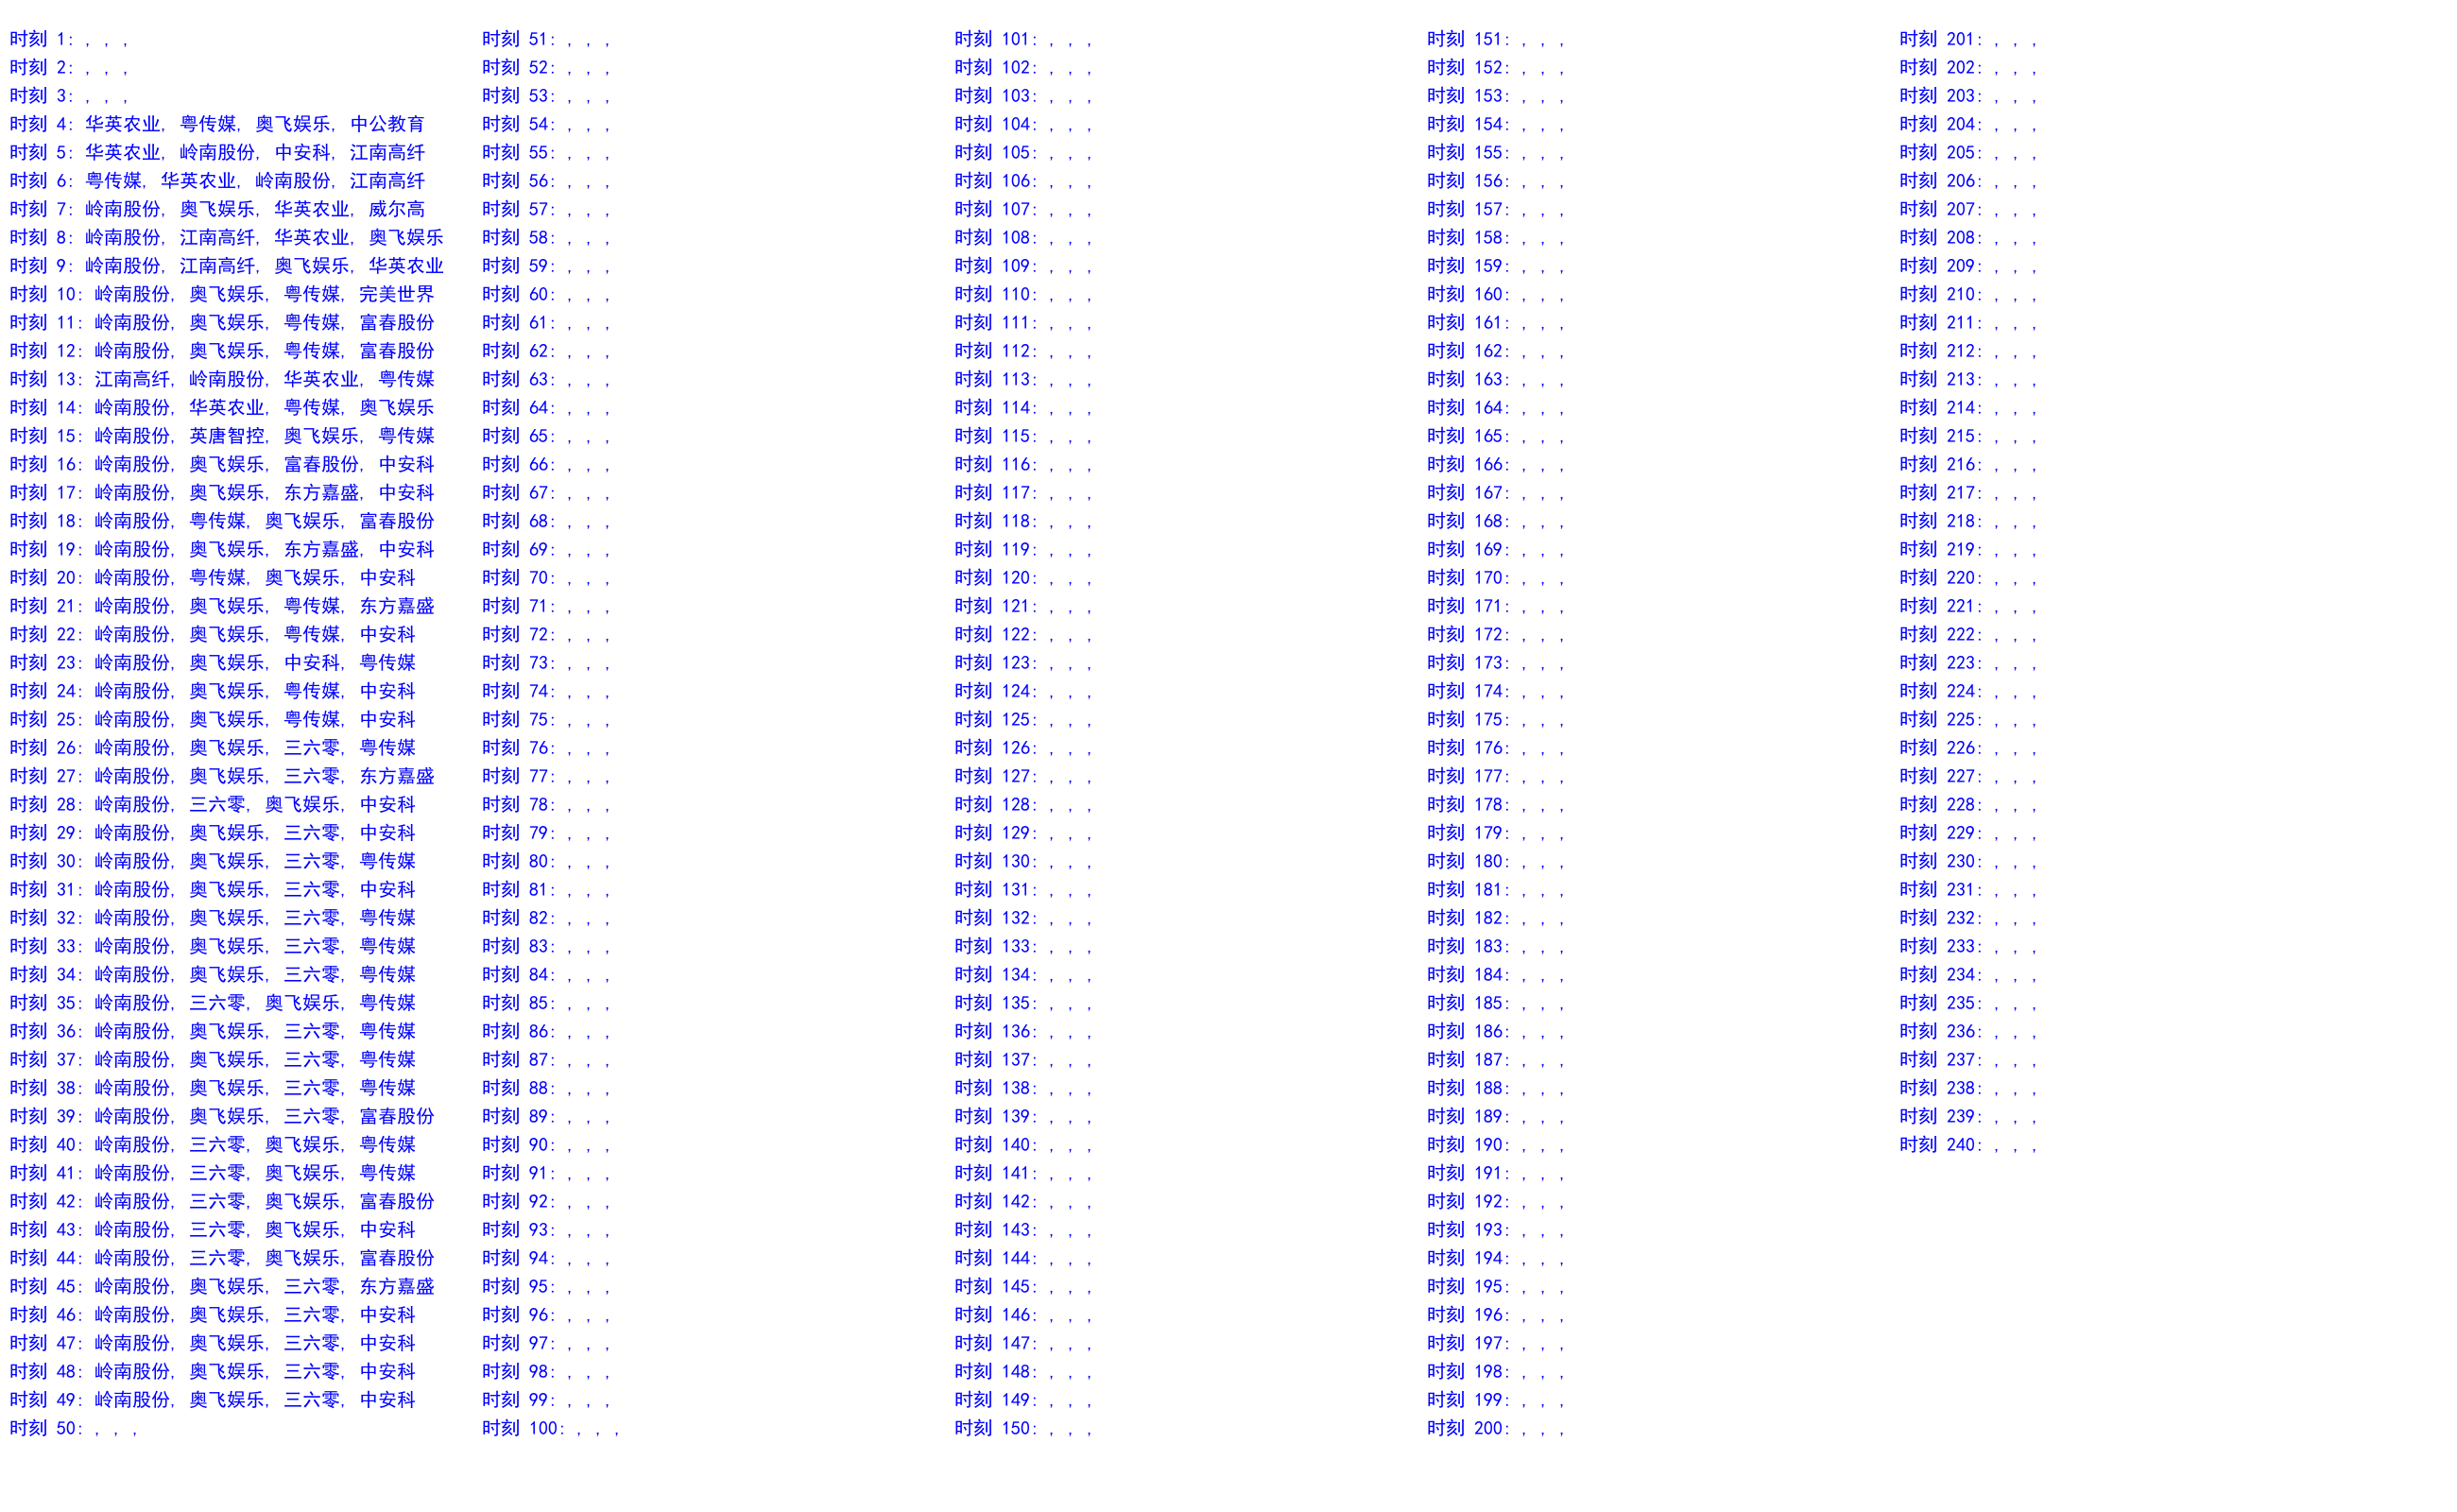 时刻 1: , , ,
时刻 2: , , ,
时刻 3: , , ,
时刻 4: 华英农业, 粤传媒, 奥飞娱乐, 中公教育
时刻 5: 华英农业, 岭南股份, 中安科, 江南高纤
时刻 6: 粤传媒, 华英农业, 岭南股份, 江南高纤
时刻 7: 岭南股份, 奥飞娱乐, 华英农业, 威尔高
时刻 8: 岭南股份, 江南高纤, 华英农业, 奥飞娱乐
时刻 9: 岭南股份, 江南高纤, 奥飞娱乐, 华英农业
时刻 10: 岭南股份, 奥飞娱乐, 粤传媒, 完美世界
时刻 11: 岭南股份, 奥飞娱乐, 粤传媒, 富春股份
时刻 12: 岭南股份, 奥飞娱乐, 粤传媒, 富春股份
时刻 13: 江南高纤, 岭南股份, 华英农业, 粤传媒
时刻 14: 岭南股份, 华英农业, 粤传媒, 奥飞娱乐
时刻 15: 岭南股份, 英唐智控, 奥飞娱乐, 粤传媒
时刻 16: 岭南股份, 奥飞娱乐, 富春股份, 中安科
时刻 17: 岭南股份, 奥飞娱乐, 东方嘉盛, 中安科
时刻 18: 岭南股份, 粤传媒, 奥飞娱乐, 富春股份
时刻 19: 岭南股份, 奥飞娱乐, 东方嘉盛, 中安科
时刻 20: 岭南股份, 粤传媒, 奥飞娱乐, 中安科
时刻 21: 岭南股份, 奥飞娱乐, 粤传媒, 东方嘉盛
时刻 22: 岭南股份, 奥飞娱乐, 粤传媒, 中安科
时刻 23: 岭南股份, 奥飞娱乐, 中安科, 粤传媒
时刻 24: 岭南股份, 奥飞娱乐, 粤传媒, 中安科
时刻 25: 岭南股份, 奥飞娱乐, 粤传媒, 中安科
时刻 26: 岭南股份, 奥飞娱乐, 三六零, 粤传媒
时刻 27: 岭南股份, 奥飞娱乐, 三六零, 东方嘉盛
时刻 28: 岭南股份, 三六零, 奥飞娱乐, 中安科
时刻 29: 岭南股份, 奥飞娱乐, 三六零, 中安科
时刻 30: 岭南股份, 奥飞娱乐, 三六零, 粤传媒
时刻 31: 岭南股份, 奥飞娱乐, 三六零, 中安科
时刻 32: 岭南股份, 奥飞娱乐, 三六零, 粤传媒
时刻 33: 岭南股份, 奥飞娱乐, 三六零, 粤传媒
时刻 34: 岭南股份, 奥飞娱乐, 三六零, 粤传媒
时刻 35: 岭南股份, 三六零, 奥飞娱乐, 粤传媒
时刻 36: 岭南股份, 奥飞娱乐, 三六零, 粤传媒
时刻 37: 岭南股份, 奥飞娱乐, 三六零, 粤传媒
时刻 38: 岭南股份, 奥飞娱乐, 三六零, 粤传媒
时刻 39: 岭南股份, 奥飞娱乐, 三六零, 富春股份
时刻 40: 岭南股份, 三六零, 奥飞娱乐, 粤传媒
时刻 41: 岭南股份, 三六零, 奥飞娱乐, 粤传媒
时刻 42: 岭南股份, 三六零, 奥飞娱乐, 富春股份
时刻 43: 岭南股份, 三六零, 奥飞娱乐, 中安科
时刻 44: 岭南股份, 三六零, 奥飞娱乐, 富春股份
时刻 45: 岭南股份, 奥飞娱乐, 三六零, 东方嘉盛
时刻 46: 岭南股份, 奥飞娱乐, 三六零, 中安科
时刻 47: 岭南股份, 奥飞娱乐, 三六零, 中安科
时刻 48: 岭南股份, 奥飞娱乐, 三六零, 中安科
时刻 49: 岭南股份, 奥飞娱乐, 三六零, 中安科
时刻 50: , , ,
时刻 51: , , ,
时刻 52: , , ,
时刻 53: , , ,
时刻 54: , , ,
时刻 55: , , ,
时刻 56: , , ,
时刻 57: , , ,
时刻 58: , , ,
时刻 59: , , ,
时刻 60: , , ,
时刻 61: , , ,
时刻 62: , , ,
时刻 63: , , ,
时刻 64: , , ,
时刻 65: , , ,
时刻 66: , , ,
时刻 67: , , ,
时刻 68: , , ,
时刻 69: , , ,
时刻 70: , , ,
时刻 71: , , ,
时刻 72: , , ,
时刻 73: , , ,
时刻 74: , , ,
时刻 75: , , ,
时刻 76: , , ,
时刻 77: , , ,
时刻 78: , , ,
时刻 79: , , ,
时刻 80: , , ,
时刻 81: , , ,
时刻 82: , , ,
时刻 83: , , ,
时刻 84: , , ,
时刻 85: , , ,
时刻 86: , , ,
时刻 87: , , ,
时刻 88: , , ,
时刻 89: , , ,
时刻 90: , , ,
时刻 91: , , ,
时刻 92: , , ,
时刻 93: , , ,
时刻 94: , , ,
时刻 95: , , ,
时刻 96: , , ,
时刻 97: , , ,
时刻 98: , , ,
时刻 99: , , ,
时刻 100: , , ,
时刻 101: , , ,
时刻 102: , , ,
时刻 103: , , ,
时刻 104: , , ,
时刻 105: , , ,
时刻 106: , , ,
时刻 107: , , ,
时刻 108: , , ,
时刻 109: , , ,
时刻 110: , , ,
时刻 111: , , ,
时刻 112: , , ,
时刻 113: , , ,
时刻 114: , , ,
时刻 115: , , ,
时刻 116: , , ,
时刻 117: , , ,
时刻 118: , , ,
时刻 119: , , ,
时刻 120: , , ,
时刻 121: , , ,
时刻 122: , , ,
时刻 123: , , ,
时刻 124: , , ,
时刻 125: , , ,
时刻 126: , , ,
时刻 127: , , ,
时刻 128: , , ,
时刻 129: , , ,
时刻 130: , , ,
时刻 131: , , ,
时刻 132: , , ,
时刻 133: , , ,
时刻 134: , , ,
时刻 135: , , ,
时刻 136: , , ,
时刻 137: , , ,
时刻 138: , , ,
时刻 139: , , ,
时刻 140: , , ,
时刻 141: , , ,
时刻 142: , , ,
时刻 143: , , ,
时刻 144: , , ,
时刻 145: , , ,
时刻 146: , , ,
时刻 147: , , ,
时刻 148: , , ,
时刻 149: , , ,
时刻 150: , , ,
时刻 151: , , ,
时刻 152: , , ,
时刻 153: , , ,
时刻 154: , , ,
时刻 155: , , ,
时刻 156: , , ,
时刻 157: , , ,
时刻 158: , , ,
时刻 159: , , ,
时刻 160: , , ,
时刻 161: , , ,
时刻 162: , , ,
时刻 163: , , ,
时刻 164: , , ,
时刻 165: , , ,
时刻 166: , , ,
时刻 167: , , ,
时刻 168: , , ,
时刻 169: , , ,
时刻 170: , , ,
时刻 171: , , ,
时刻 172: , , ,
时刻 173: , , ,
时刻 174: , , ,
时刻 175: , , ,
时刻 176: , , ,
时刻 177: , , ,
时刻 178: , , ,
时刻 179: , , ,
时刻 180: , , ,
时刻 181: , , ,
时刻 182: , , ,
时刻 183: , , ,
时刻 184: , , ,
时刻 185: , , ,
时刻 186: , , ,
时刻 187: , , ,
时刻 188: , , ,
时刻 189: , , ,
时刻 190: , , ,
时刻 191: , , ,
时刻 192: , , ,
时刻 193: , , ,
时刻 194: , , ,
时刻 195: , , ,
时刻 196: , , ,
时刻 197: , , ,
时刻 198: , , ,
时刻 199: , , ,
时刻 200: , , ,
时刻 201: , , ,
时刻 202: , , ,
时刻 203: , , ,
时刻 204: , , ,
时刻 205: , , ,
时刻 206: , , ,
时刻 207: , , ,
时刻 208: , , ,
时刻 209: , , ,
时刻 210: , , ,
时刻 211: , , ,
时刻 212: , , ,
时刻 213: , , ,
时刻 214: , , ,
时刻 215: , , ,
时刻 216: , , ,
时刻 217: , , ,
时刻 218: , , ,
时刻 219: , , ,
时刻 220: , , ,
时刻 221: , , ,
时刻 222: , , ,
时刻 223: , , ,
时刻 224: , , ,
时刻 225: , , ,
时刻 226: , , ,
时刻 227: , , ,
时刻 228: , , ,
时刻 229: , , ,
时刻 230: , , ,
时刻 231: , , ,
时刻 232: , , ,
时刻 233: , , ,
时刻 234: , , ,
时刻 235: , , ,
时刻 236: , , ,
时刻 237: , , ,
时刻 238: , , ,
时刻 239: , , ,
时刻 240: , , ,